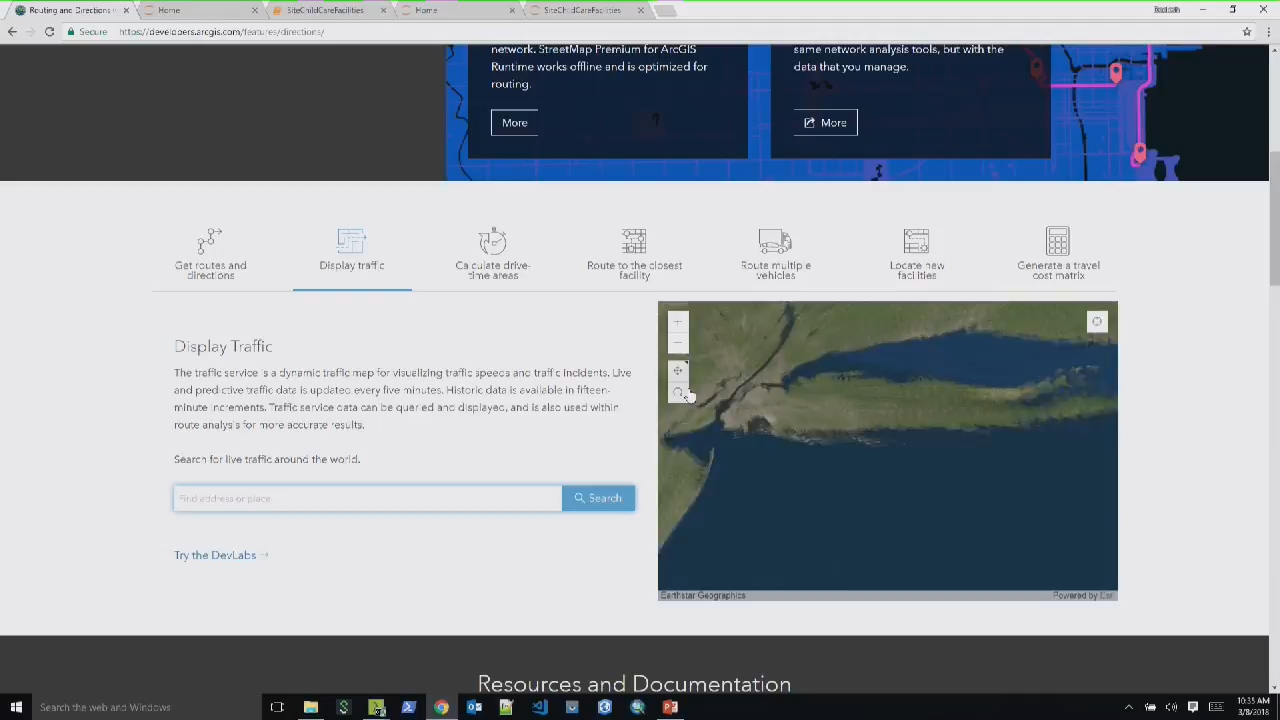 Routing and Directions
Home
SiteChildCareFacilities
Home
SiteChildCareFacilities
Secure
https://developers.arcgis.com/features/directions/
network. StreetMap Premium for ArcGIS
Runtime works offline and is optimized for
routing.
More
same network analysis tools, but with the
data that you manage.
More
Get routes and
directions
Display traffic
Calculate drive-
time areas
Route to the closest
facility
Route multiple
vehicles
Locate new
facilities
Generate a travel
cost matrix
Display Traffic
The traffic service is a dynamic traffic map for visualizing traffic speeds and traffic incidents. Live
and predictive traffic data is updated every five minutes. Historic data is available in fifteen-
minute increments. Traffic service data can be queried and displayed, and is also used within
route analysis for more accurate results.
Search for live traffic around the world.
Find address or place
Search
Try the DevLabs →
Earthstar Geographics
Powered by Esri
Resources and Documentation
Search the web and Windows
10:35 AM
3/8/2018